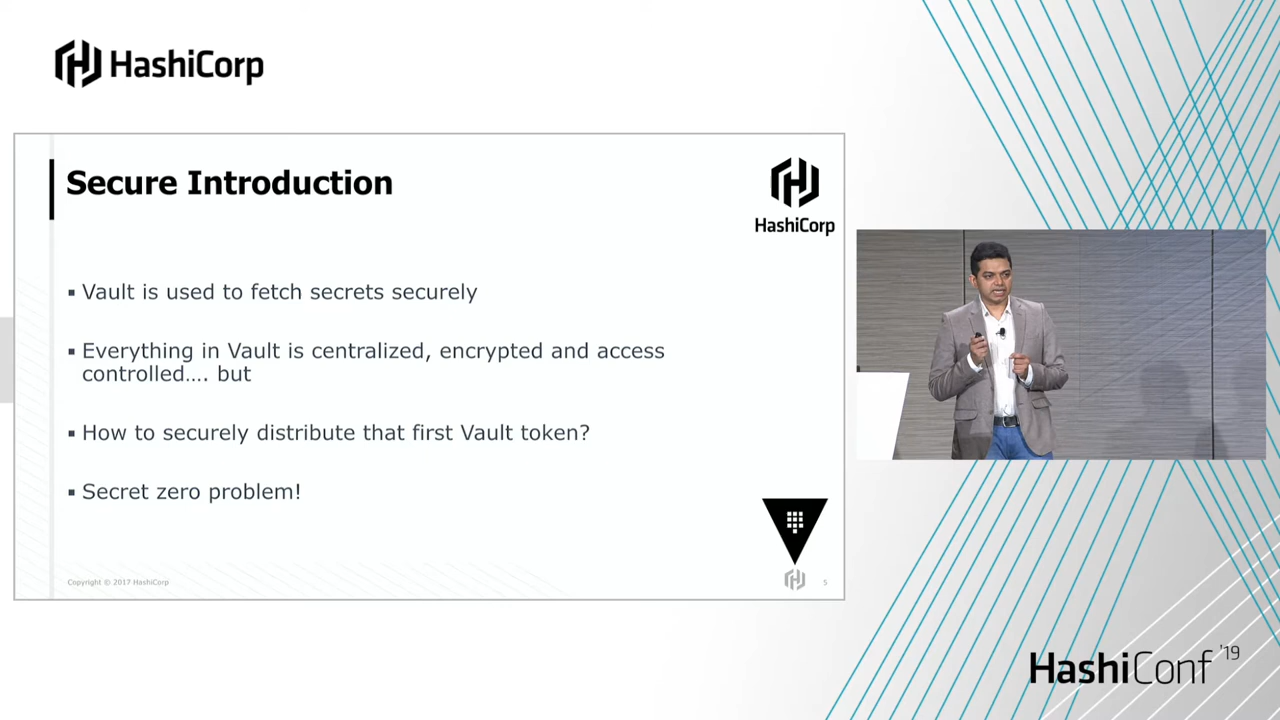 HashiCorp
Secure Introduction
HashiCorp
▪ Vault is used to fetch secrets securely
▪ Everything in Vault is centralized, encrypted and access
controlled…. but
▪ How to securely distribute that first Vault token?
▪ Secret zero problem!
Copyright © 2017 HashiCorp
5
HashiConf '19